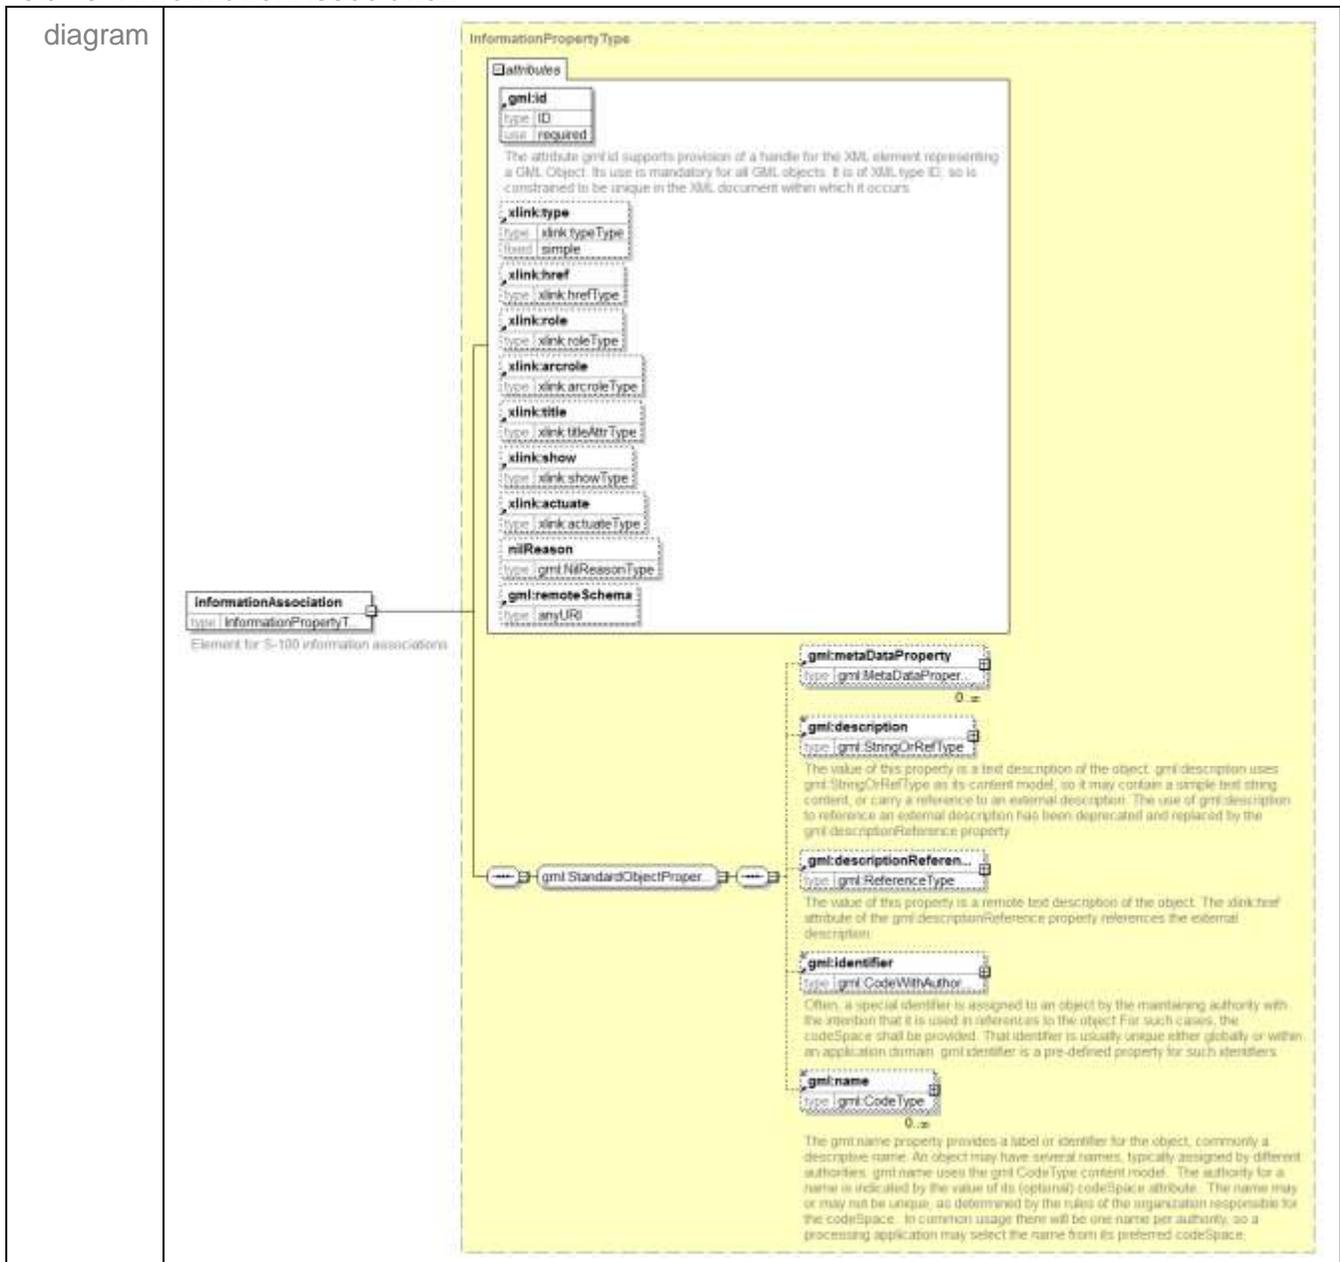 diagram
InformationPropertyType
attributes
gml:id
type ID
use required
The attribute gml:id supports provision of a handle for the XML element representing
a GML Object. Its use is mandatory for all GML objects. It is of XML type ID, so is
constrained to be unique in the XML document within which it occurs.
xlink:type
type xlink:typeType
fixed simple
xlink:href
type xlink:hrefType
xlink:role
type xlink:roleType
xlink:arcrole
type xlink:arcroleType
xlink:title
type xlink:titleAttrType
xlink:show
type xlink:showType
xlink:actuate
type xlink:actuateType
nilReason
type gml:NilReasonType
gml:remoteSchema
type anyURI
informationAssociation
type InformationPropertyT...
Element for S-100 information associations
gml:metaDataProperty
type gml:MetaDataProper...
0..∞
gml:description
type gml:StringOrRefType
The value of this property is a text description of the object. gml:description uses
gml:StringOrRefType as its content model, so it may contain a simple text string
content, or carry a reference to an external description. The use of gml:description
to reference an external description has been deprecated and replaced by the
gml:descriptionReference property.
gml:StandardObjectProper...
gml:descriptionReferen...
type gml:ReferenceType
The value of this property is a remote text description of the object. The xlink:href
attribute of the gml:descriptionReference property references the external
description.
gml:identifier
type gml:CodeWithAuthor...
Often, a special identifier is assigned to an object by the maintaining authority with
the intention that it is used in references to the object For such cases, the
codeSpace shall be provided. That identifier is usually unique either globally or within
an application domain. gml:identifier is a pre-defined property for such identifiers.
gml:name
type gml:CodeType
0..∞
The gml:name property provides a label or identifier for the object, commonly a
descriptive name. An object may have several names, typically assigned by different
authorities. gml:name uses the gml:CodeType content model.  The authority for a
name is indicated by the value of its (optional) codeSpace attribute.  The name may
or may not be unique, as determined by the rules of the organization responsible for
the codeSpace.  In common usage there will be one name per authority, so a
processing application may select the name from its preferred codeSpace.